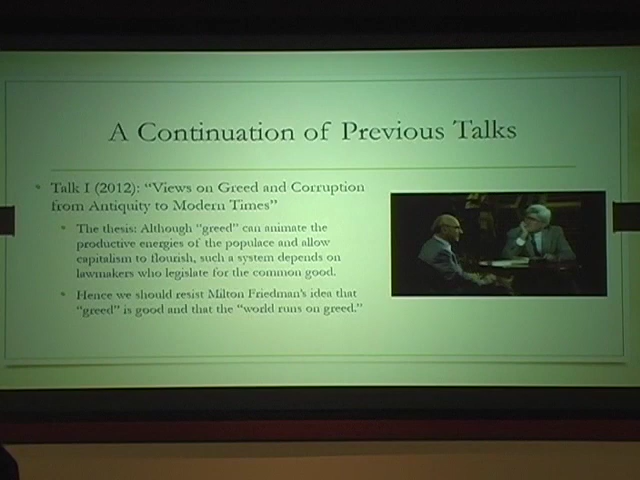 A Continuation of Previous Talks
Talk I (2012): “Views on Greed and Corruption
from Antiquity to Modern Times”
The thesis: Although "greed" can animate the
productive energies of the populace and allow
capitalism to flourish, such a system depends on
lawmakers who legislate for the common good.
Hence we should resist Milton Friedman's idea that
"greed" is good and that the "world runs on greed."